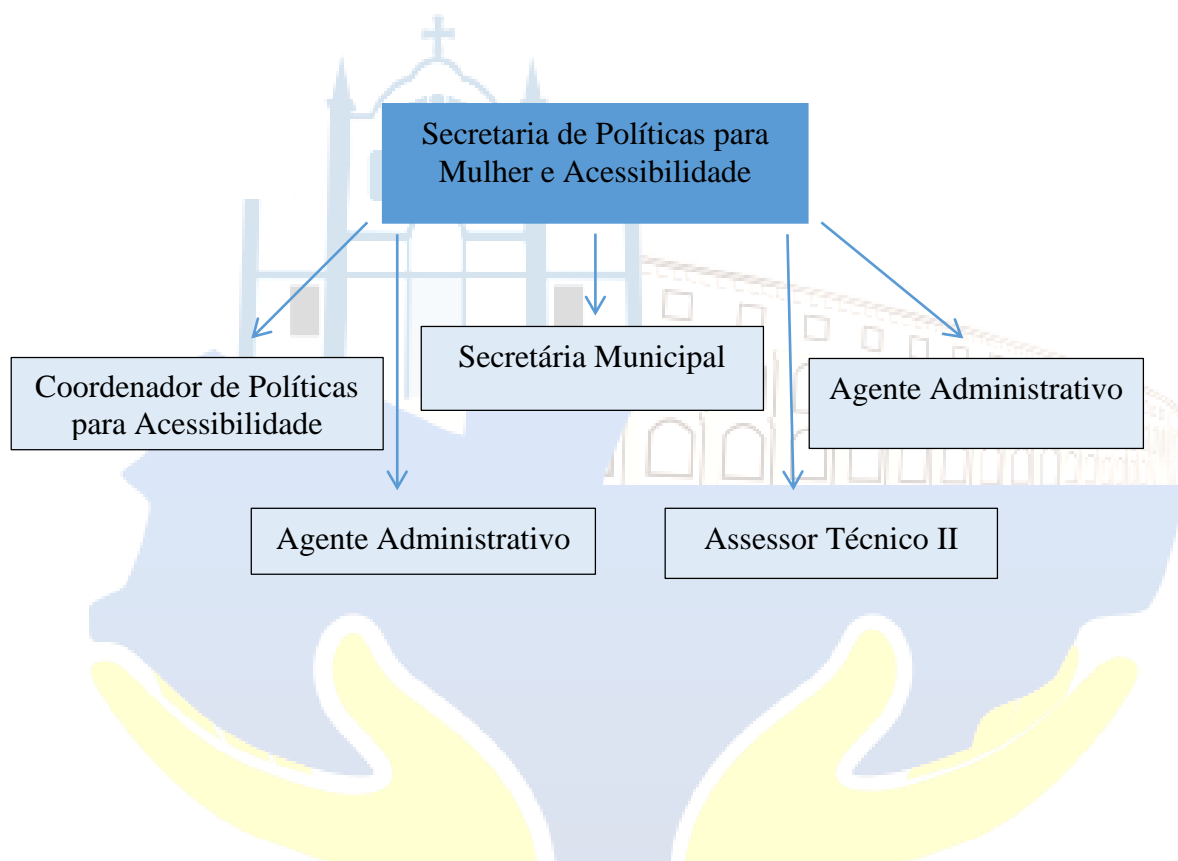 Secretaria de Políticas para
Mulher e Acessibilidade
Coordenador de Políticas
para Acessibilidade
Secretária Municipal
Agente Administrativo
Agente Administrativo
Assessor Técnico II